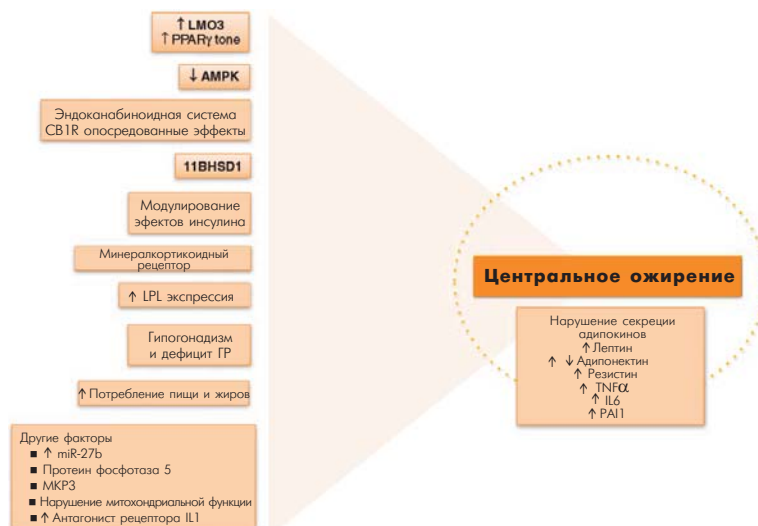 ↑ LMO3
↑ PPARγ tone
↓ AMPK
Эндоканабиноидная система
CB1R опосредованные эффекты
11BHSD1
Модулирование
эфектов инсулина
Минералкортикоидный
рецептор
↑ LPL экспрессия
Гипогонадизм
и дефицит ГР
↑ Потребление пищи и жиров
Другие факторы
■ ↑ miR-27b
■ Протеин фосфотаза 5
■ МКР3
■ Нарушение митохондриальной функции
■ ↑ Антагонист рецептора IL1
Центральное ожирение
Нарушение секреции
адипокинов
↑ Лептин
↑ ↓ Адипонектин
↑ Резистин
↑ TNFα
↑ IL6
↑ PAI1